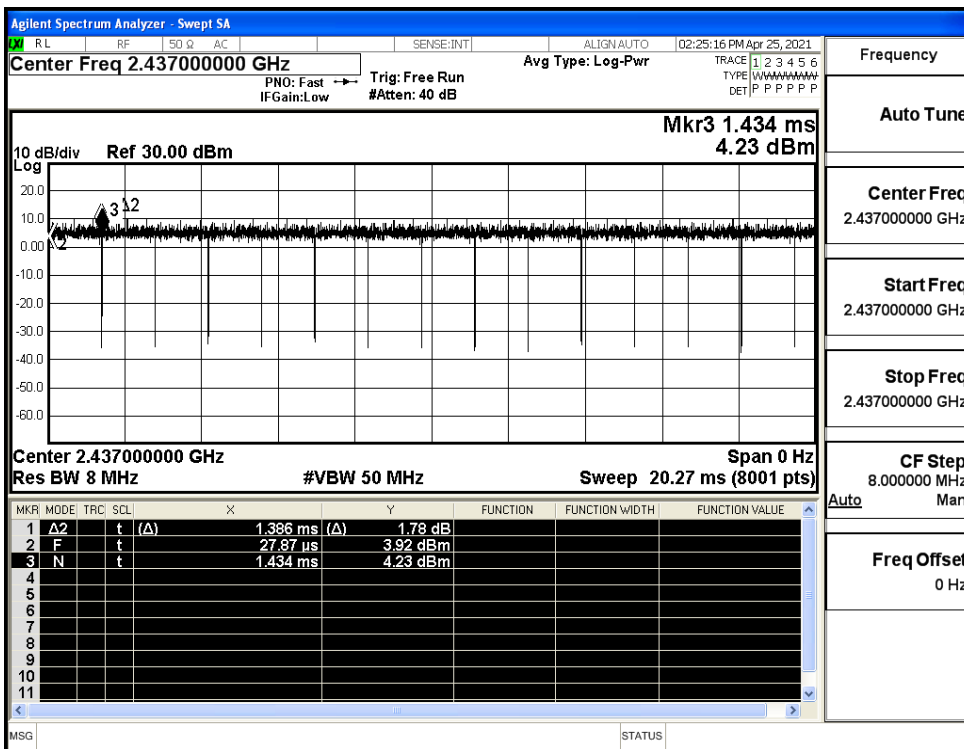 Agilent Spectrum Analyzer - Swept SA
LXI RL RF 50 Ω AC SENSE:INT ALIGN AUTO 02:25:16 PM Apr 25, 2021
Center Freq 2.437000000 GHz
PNO: Fast
IFGain:Low
Trig: Free Run
#Atten: 40 dB
Avg Type: Log-Pwr
TRACE 1 2 3 4 5 6
TYPE WWWWWW
DET P P P P P P
Mkr3 1.434 ms
4.23 dBm
10 dB/div Ref 30.00 dBm
Log
20.0
10.0
0.00
-10.0
-20.0
-30.0
-40.0
-50.0
-60.0
3 Δ2
2
Center 2.437000000 GHz Span 0 Hz
Res BW 8 MHz #VBW 50 MHz Sweep 20.27 ms (8001 pts)
MKR MODE TRC SCL X Y FUNCTION FUNCTION WIDTH FUNCTION VALUE
1 Δ2 t (Δ) 1.386 ms (Δ) 1.78 dB
2 F t 27.87 µs 3.92 dBm
3 N t 1.434 ms 4.23 dBm
4
5
6
7
8
9
10
11
MSG STATUS
Frequency
Auto Tune
Center Freq
2.437000000 GHz
Start Freq
2.437000000 GHz
Stop Freq
2.437000000 GHz
CF Step
8.000000 MHz
Auto Man
Freq Offset
0 Hz